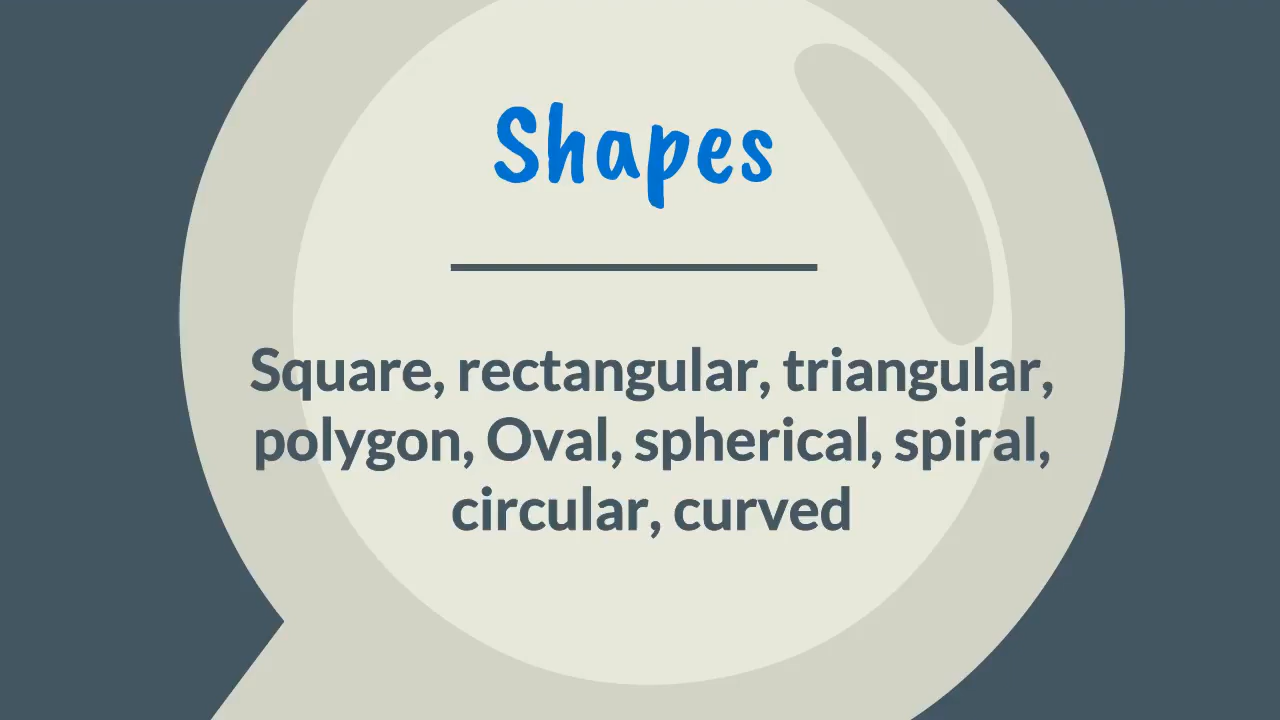 Shapes
Square, rectangular, triangular,
polygon, Oval, spherical, spiral,
circular, curved